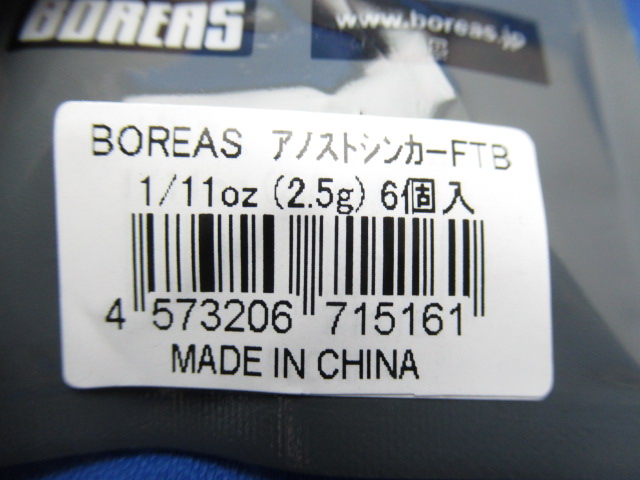 BOREAS
www.boreas.jp
BOREAS アノストシンカーFTB
1/11oz (2.5g) 6個入
4 573206 715161
MADE IN CHINA